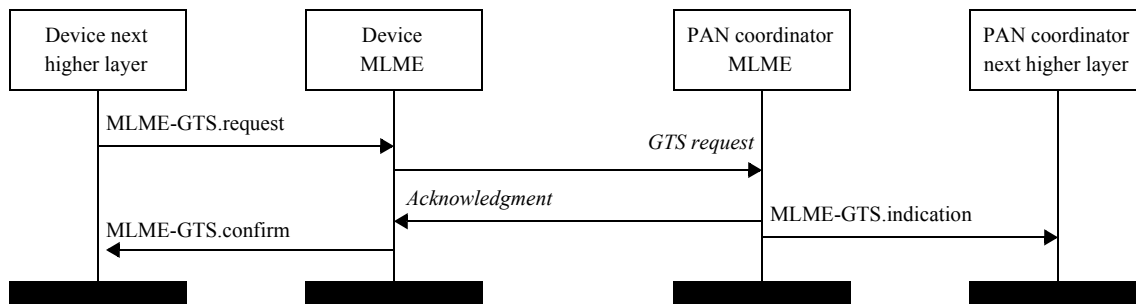 Device next
higher layer
Device
MLME
PAN coordinator
MLME
PAN coordinator
next higher layer
MLME-GTS.request
GTS request
Acknowledgment
MLME-GTS.indication
MLME-GTS.confirm